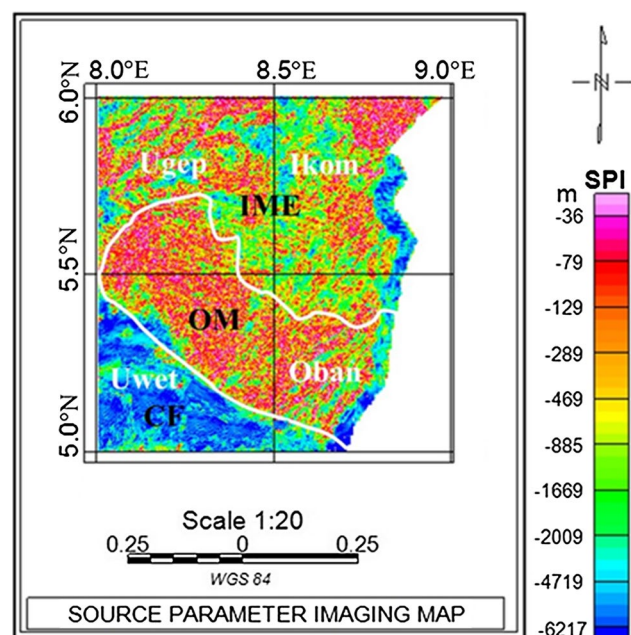 8.0°E 8.5°E 9.0°E
6.0°N
5.5°N
5.0°N
Ugep Ikom
IME
OM
Uwet Oban
CF
N
SPI
m
-36
-79
-129
-289
-469
-885
-1669
-2009
-4719
-6217
Scale 1:20
0.25 0 0.25
WGS 84
SOURCE PARAMETER IMAGING MAP